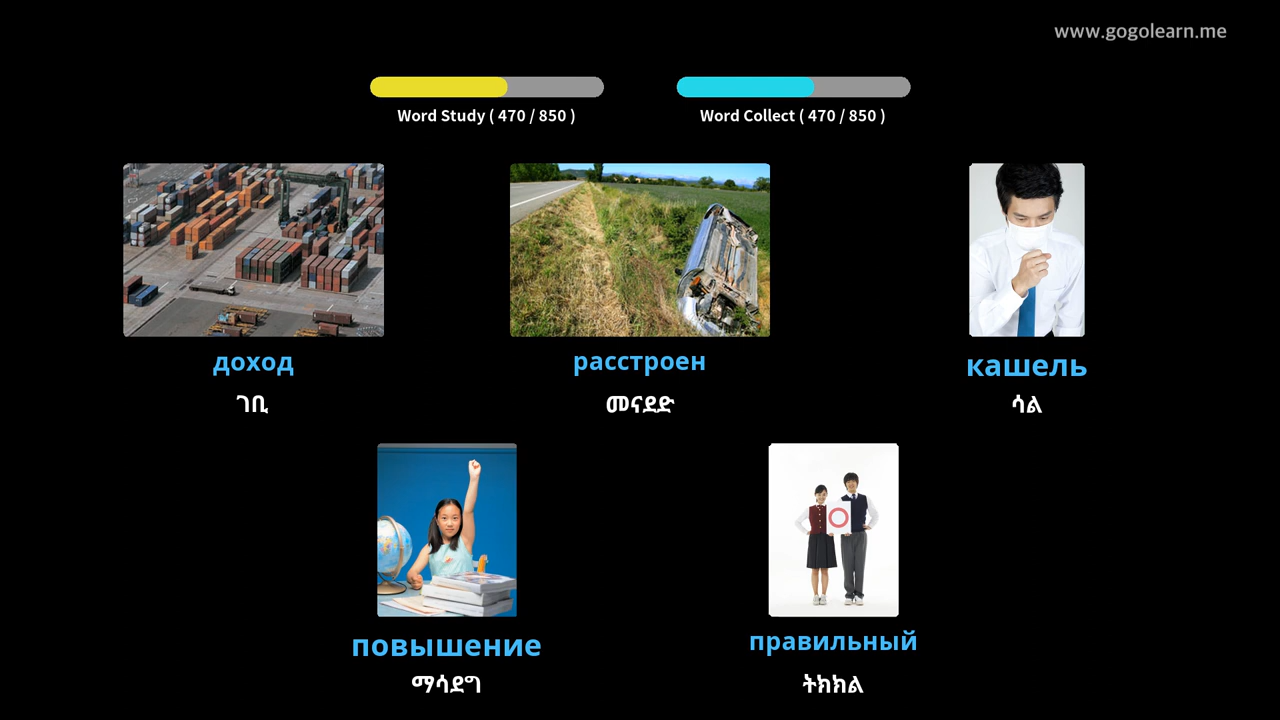 www.gogolearn.me
Word Study ( 470 / 850 )
Word Collect ( 470 / 850 )
доход
расстроен
кашель
ገቢ
መናደድ
ሳል
повышение
правильный
ማሳደግ
ትክክል